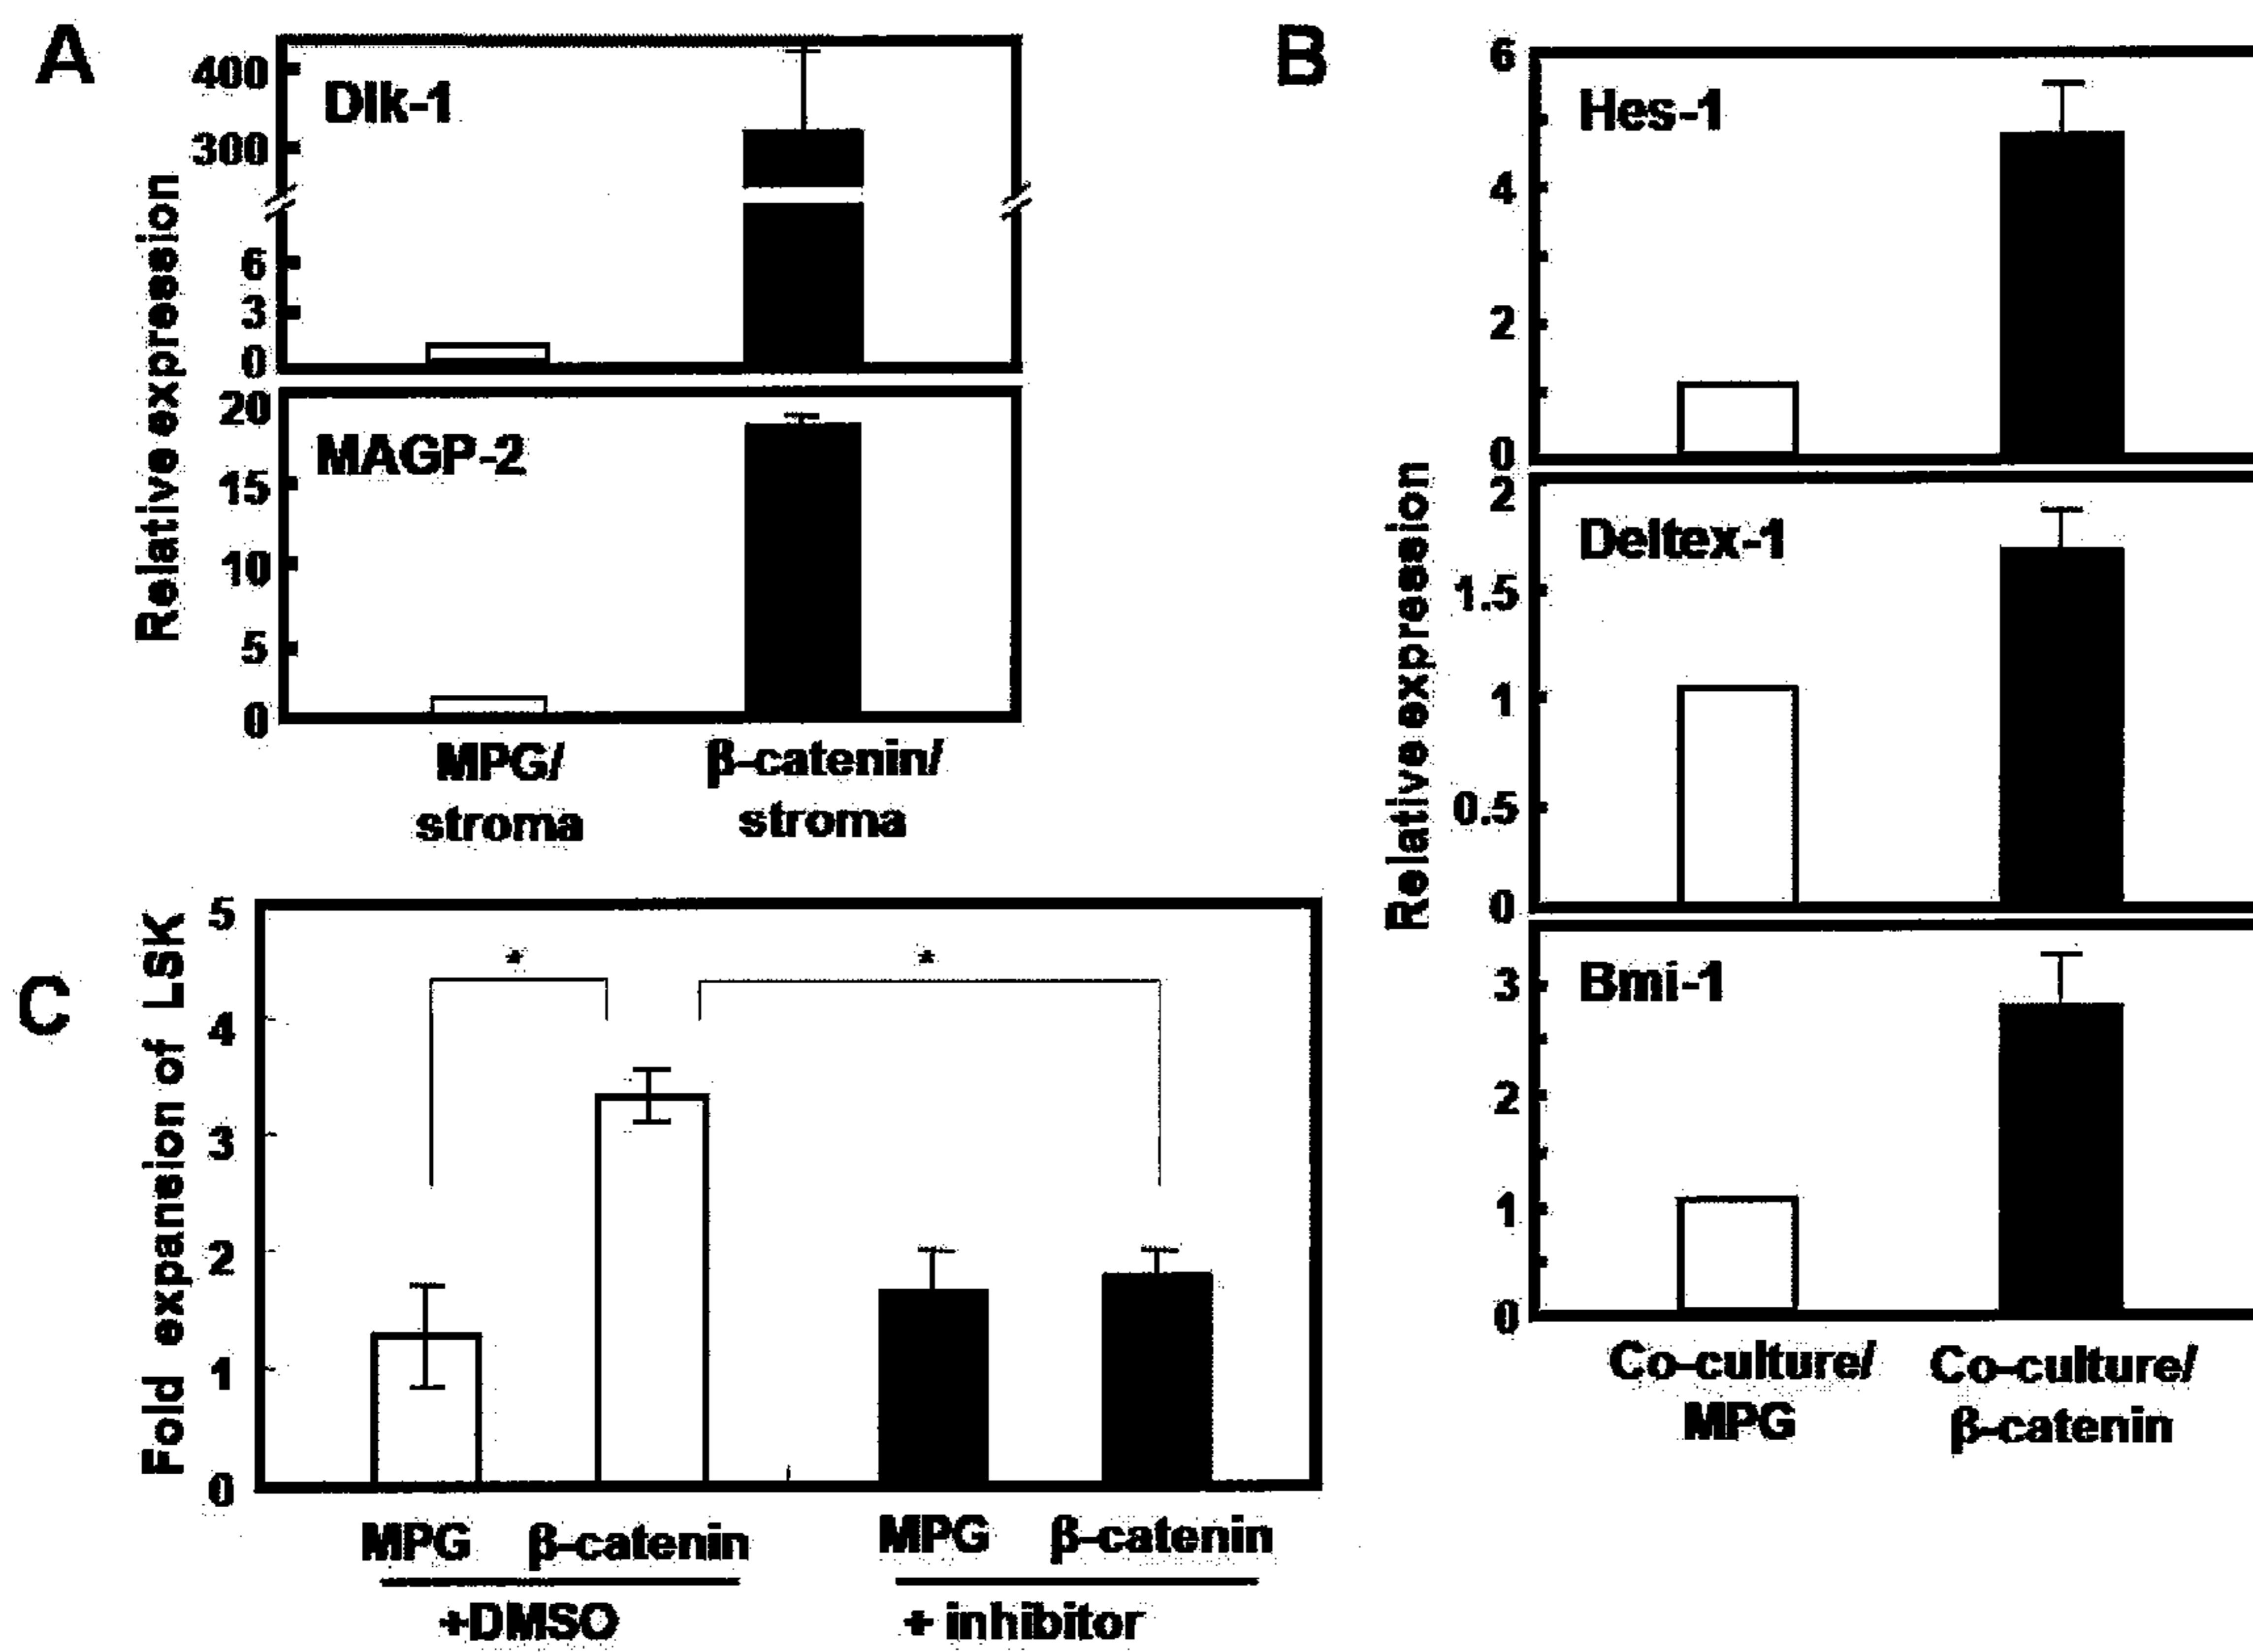 A
Relative expression
400
300
6
3
0
Dlk-1
20
15
10
5
0
MAGP-2
MPG/
stroma
β-catenin/
stroma
B
Relative expression
6
4
2
0
Hes-1
2
1.5
1
0.5
0
Deltex-1
3
2
1
0
Bmi-1
Co-culture/
MPG
Co-culture/
β-catenin
C
Fold expansion of LSK
5
4
3
2
1
0
*
*
MPG β-catenin MPG β-catenin
+DMSO + inhibitor